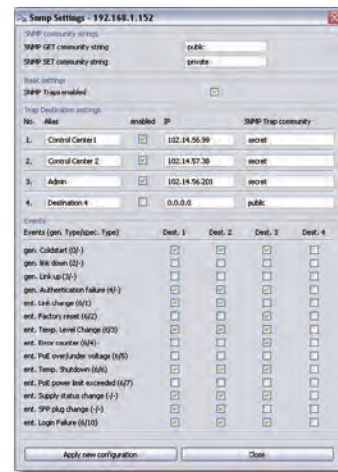 Snmp Settings - 192.168.1.152
SNMP community strings
SNMP GET community string public
SNMP SET community string private
Basic settings
SNMP Traps enabled
Trap Destination settings
No. Alias enabled IP SNMP Trap community
1. Control Center1 102.14.56.99 secret
2. Control Center 2 102.14.57.38 secret
3. Admin 102.14.56.201 secret
4. Destination 4 0.0.0.0 public
Events
Events (gen. Type/spec. Type) Dest. 1 Dest. 2 Dest. 3 Dest. 4
gen. Coldstart (0/-)
gen. link down (2/-)
gen. Link up (3/-)
gen. Authentication failure (4/-)
ent. Link change (6/1)
ent. Factory reset (6/2)
ent. Temp. Level Change (6/3)
ent. Error counter (6/4)
ent. PoE over/under voltage (6/5)
ent. Temp. Shutdown (6/6)
ent. PoE power limit exceeded (6/7)
ent. Supply status change (-/-)
ent. SFP plug change (-/-)
ent. Login Failure (6/10)
Apply new configuration Close